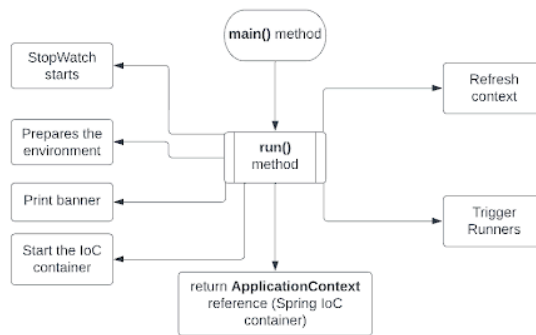 main() method
StopWatch
starts
Refresh
context
Prepares the
environment
run()
method
Print banner
Trigger
Runners
Start the IoC
container
return ApplicationContext
reference (Spring IoC
container)